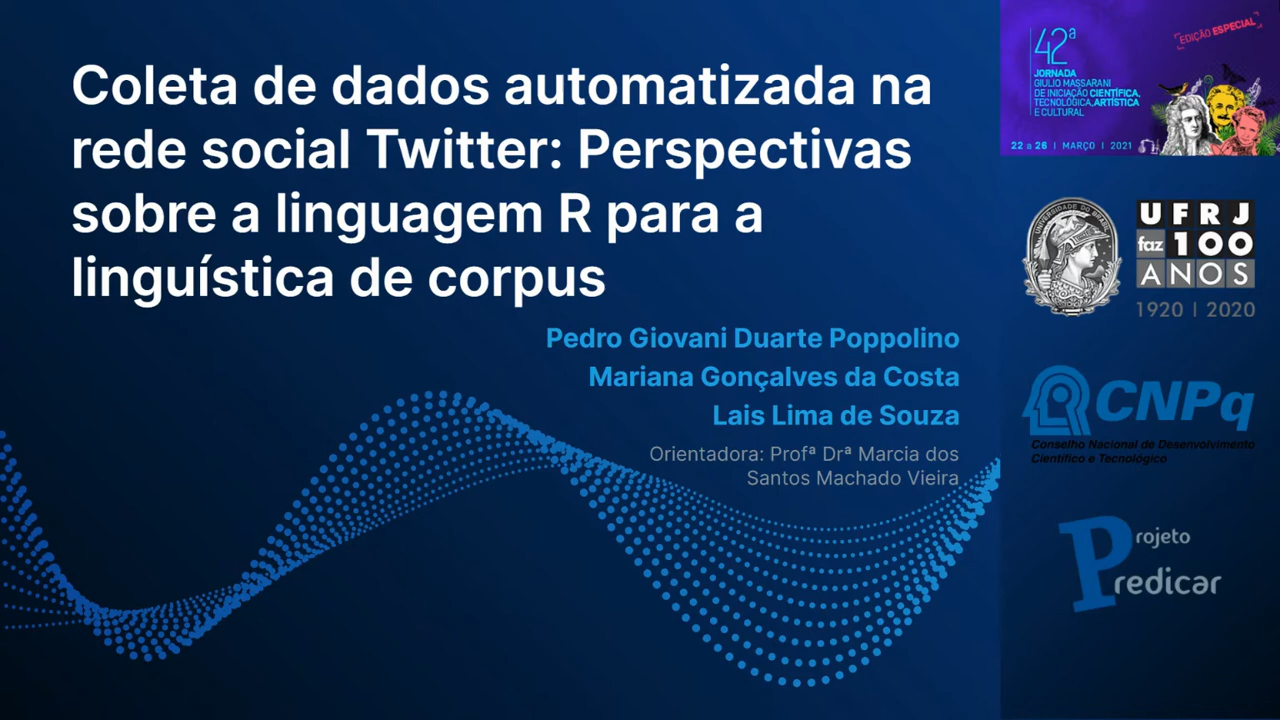 Coleta de dados automatizada na
rede social Twitter: Perspectivas
sobre a linguagem R para a
linguística de corpus
Pedro Giovani Duarte Poppolino
Mariana Gonçalves da Costa
Lais Lima de Souza
Orientadora: Profª Drª Marcia dos
Santos Machado Vieira
42ª
JORNADA
GIULIO MASSARANI
DE INICIAÇÃO CIENTÍFICA,
TECNOLÓGICA, ARTÍSTICA
E CULTURAL
EDIÇÃO ESPECIAL
22 a 26 | MARÇO | 2021
UNIVERSIDADE DO BRASIL
UFRJ
faz 100
ANOS
1920 | 2020
CNPq
Conselho Nacional de Desenvolvimento
Científico e Tecnológico
Projeto
Predicar